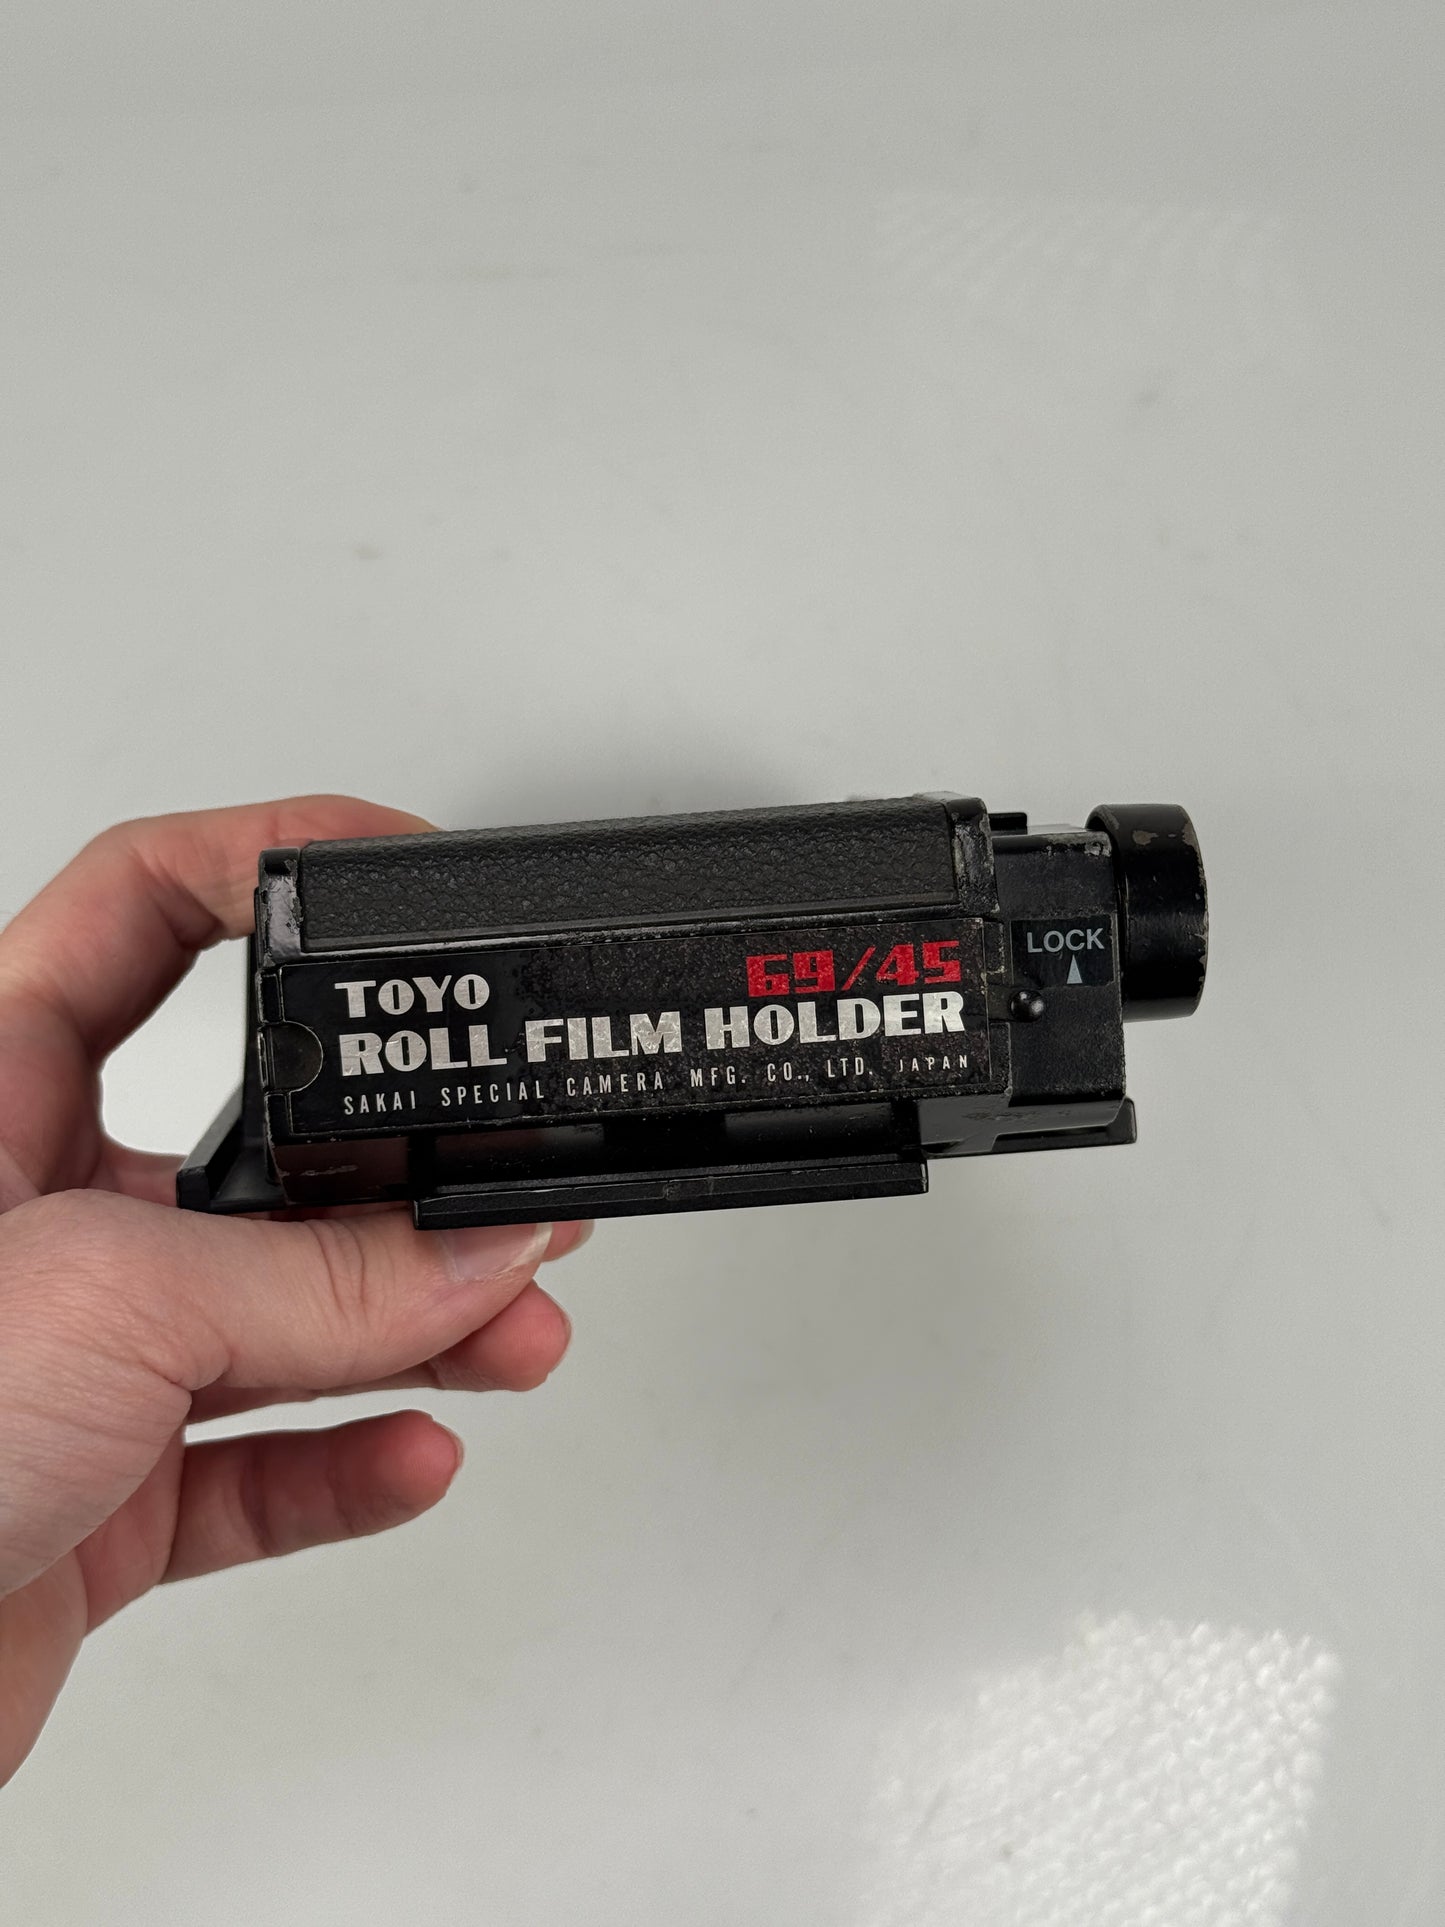 TOYO 69/45
ROLL FILM HOLDER
SAKAI SPECIAL CAMERA MFG. CO., LTD. JAPAN
LOCK